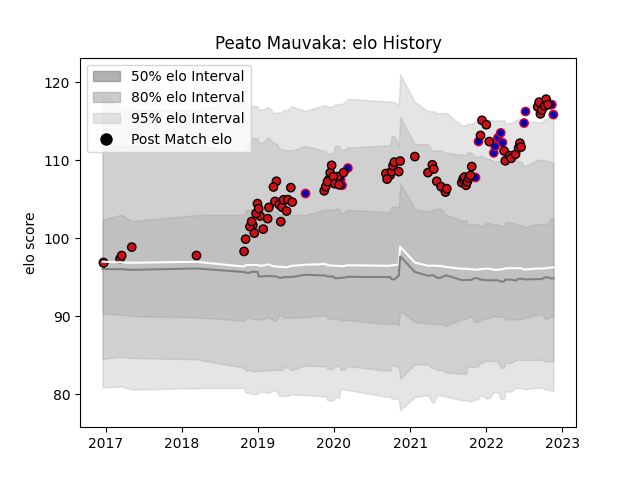 Peato Mauvaka: elo History
50% elo Interval
80% elo Interval
95% elo Interval
Post Match elo
elo score
120
110
100
90
80
2017 2018 2019 2020 2021 2022 2023